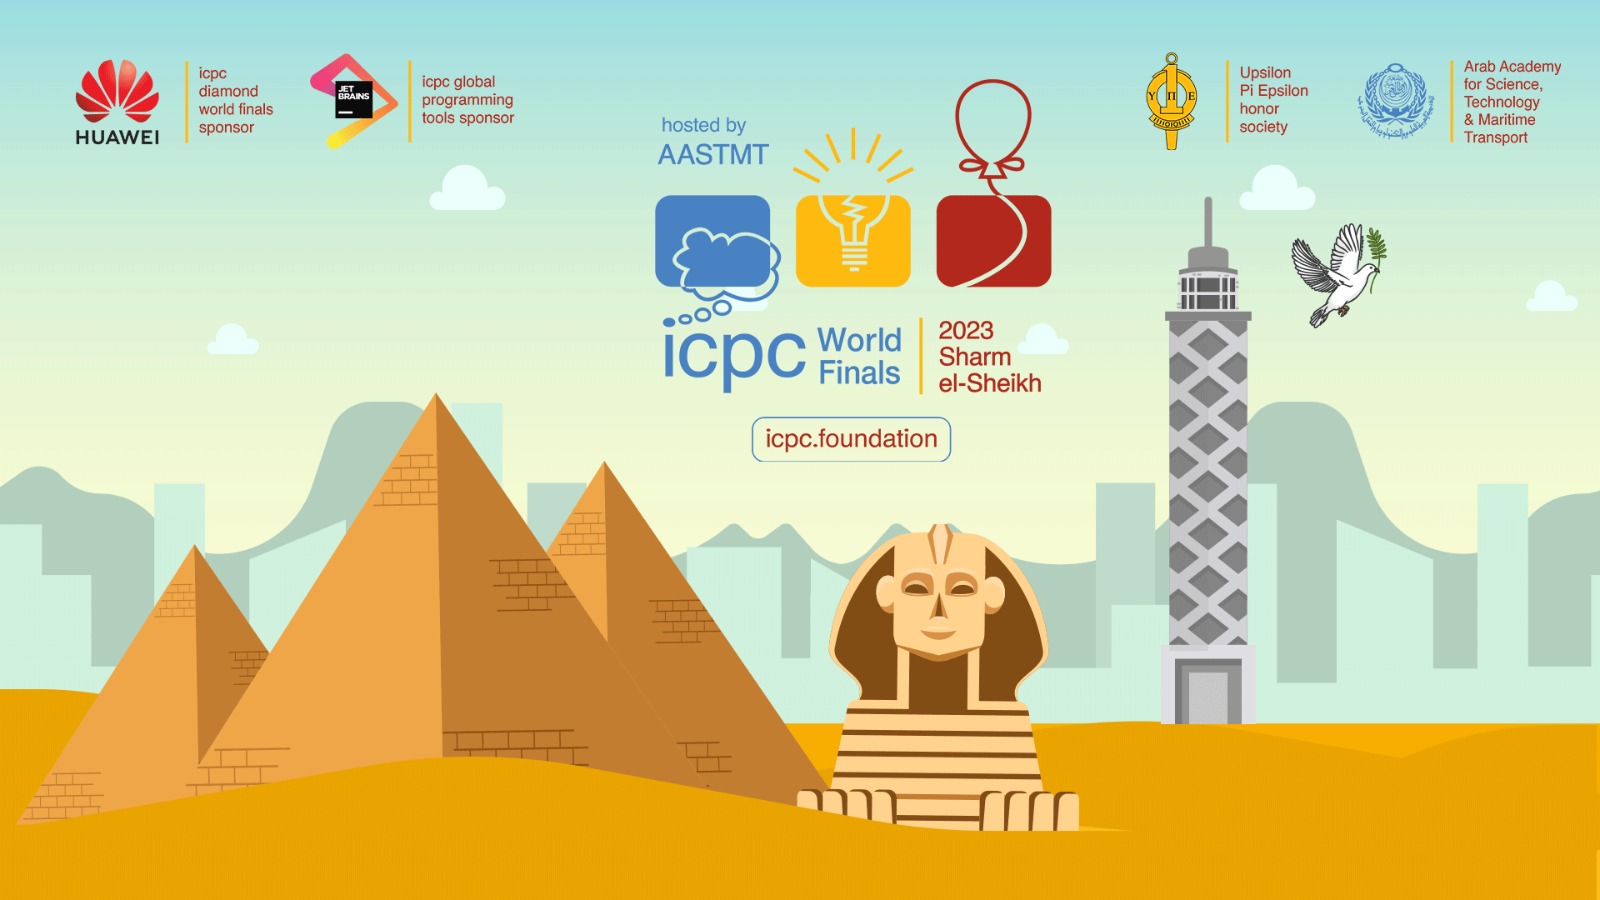 HUAWEI
icpc
diamond
world finals
sponsor
JET
BRAINS
icpc global
programming
tools sponsor
hosted by
AASTMT
icpc
World
Finals
2023
Sharm
el-Sheikh
icpc.foundation
Υ Π Ε
Upsilon
Pi Epsilon
honor
society
Arab Academy
for Science,
Technology
& Maritime
Transport